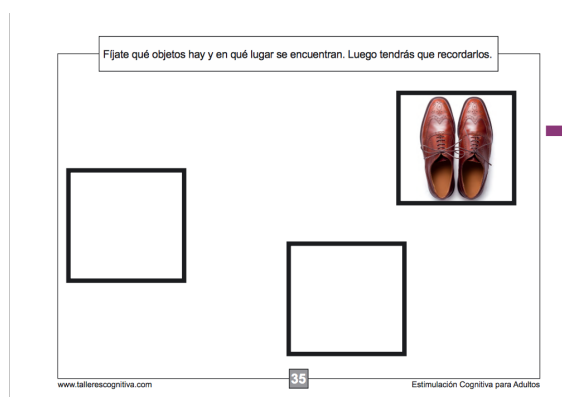 Fíjate qué objetos hay y en qué lugar se encuentran. Luego tendrás que recordarlos.
www.tallerescognitiva.com
35
Estimulación Cognitiva para Adultos